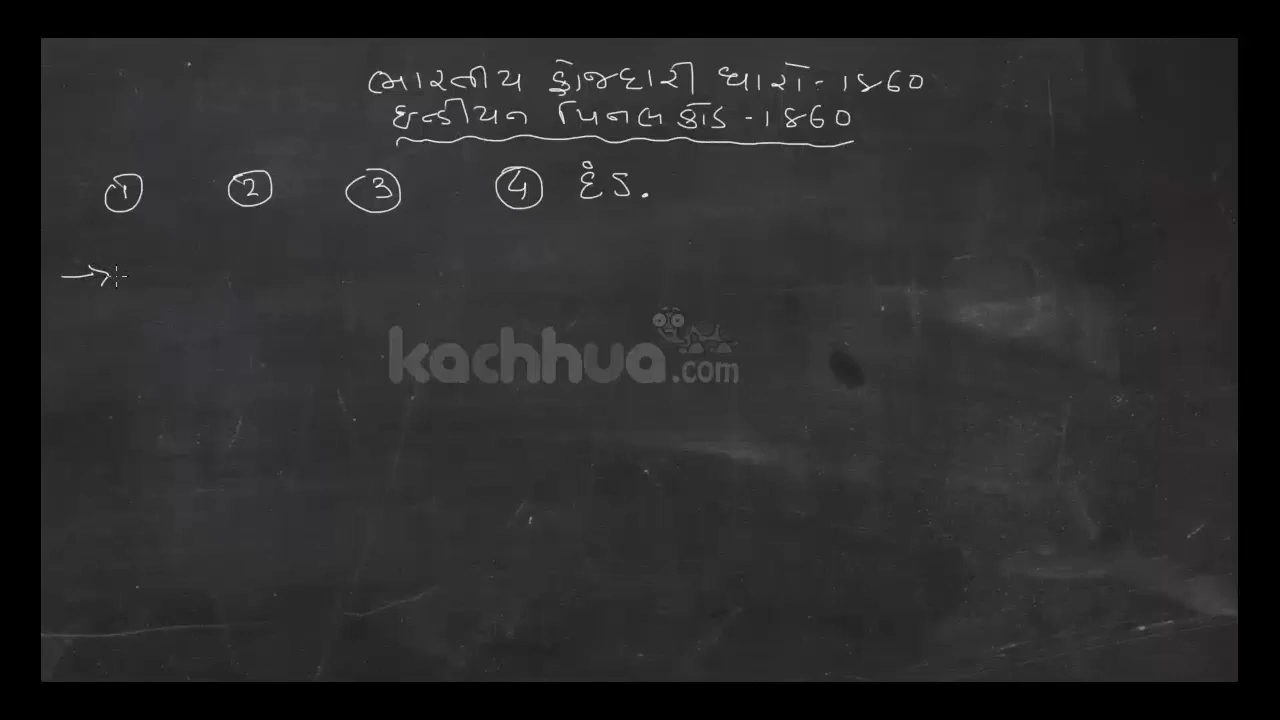 ભારતીય ફોજદારી ધારો-1860
ઇન્ડીયન પિનલ કોડ-1860
① ② ③ ④ દંડ.
→
kachhua.com